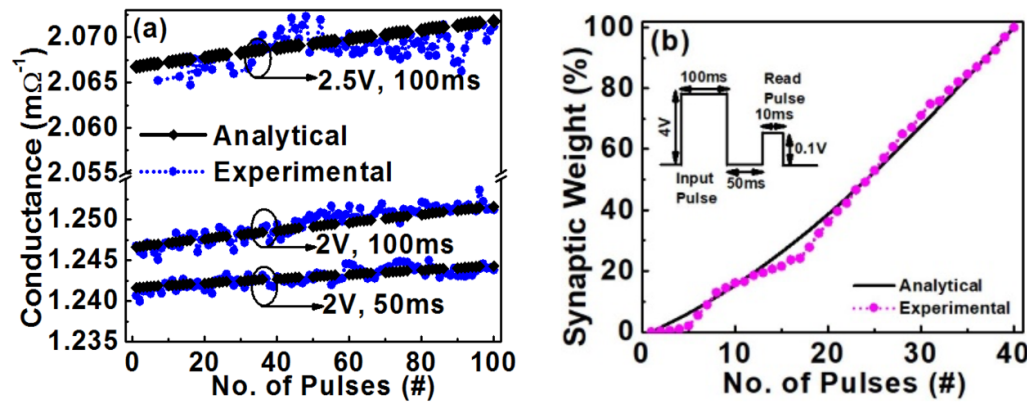 (a)
2.070
2.065
2.060
2.055
1.250
1.245
1.240
1.235
Conductance (mΩ⁻¹)
2.5V, 100ms
Analytical
Experimental
2V, 100ms
2V, 50ms
0 20 40 60 80 100
No. of Pulses (#)
(b)
100
80
60
40
20
0
Synaptic Weight (%)
100ms
4V
Input
Pulse
50ms
Read
Pulse
10ms
0.1V
Analytical
Experimental
0 10 20 30 40
No. of Pulses (#)